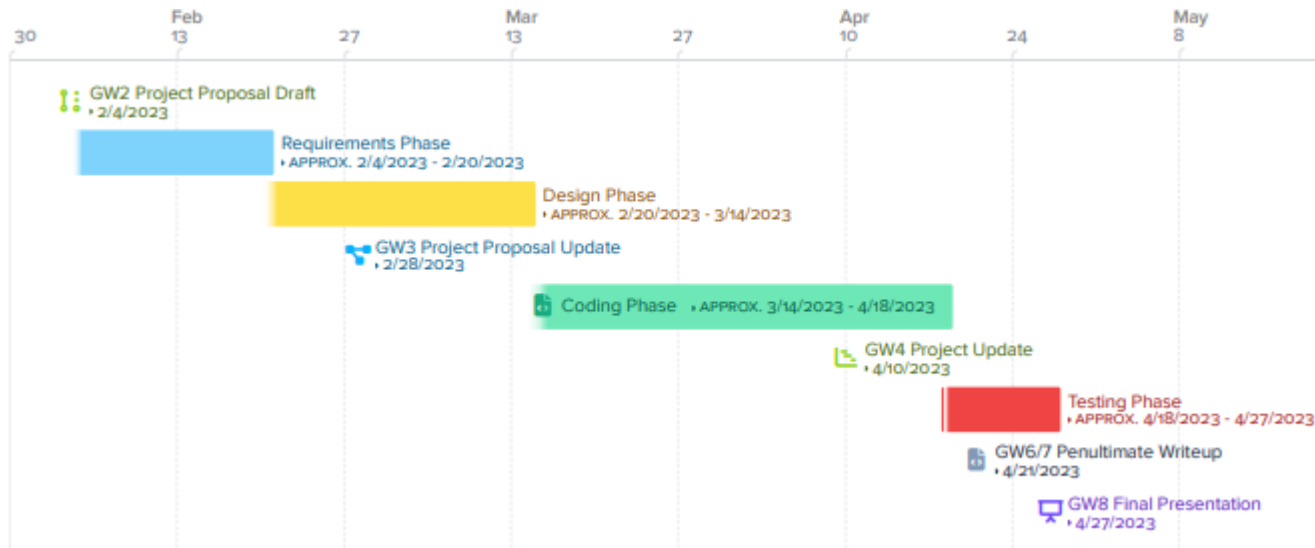 Feb Mar Apr May
30 13 27 13 27 10 24 8
GW2 Project Proposal Draft
2/4/2023
Requirements Phase
APPROX. 2/4/2023 - 2/20/2023
Design Phase
APPROX. 2/20/2023 - 3/14/2023
GW3 Project Proposal Update
2/28/2023
Coding Phase APPROX. 3/14/2023 - 4/18/2023
GW4 Project Update
4/10/2023
Testing Phase
APPROX. 4/18/2023 - 4/27/2023
GW6/7 Penultimate Writeup
4/21/2023
GW8 Final Presentation
4/27/2023